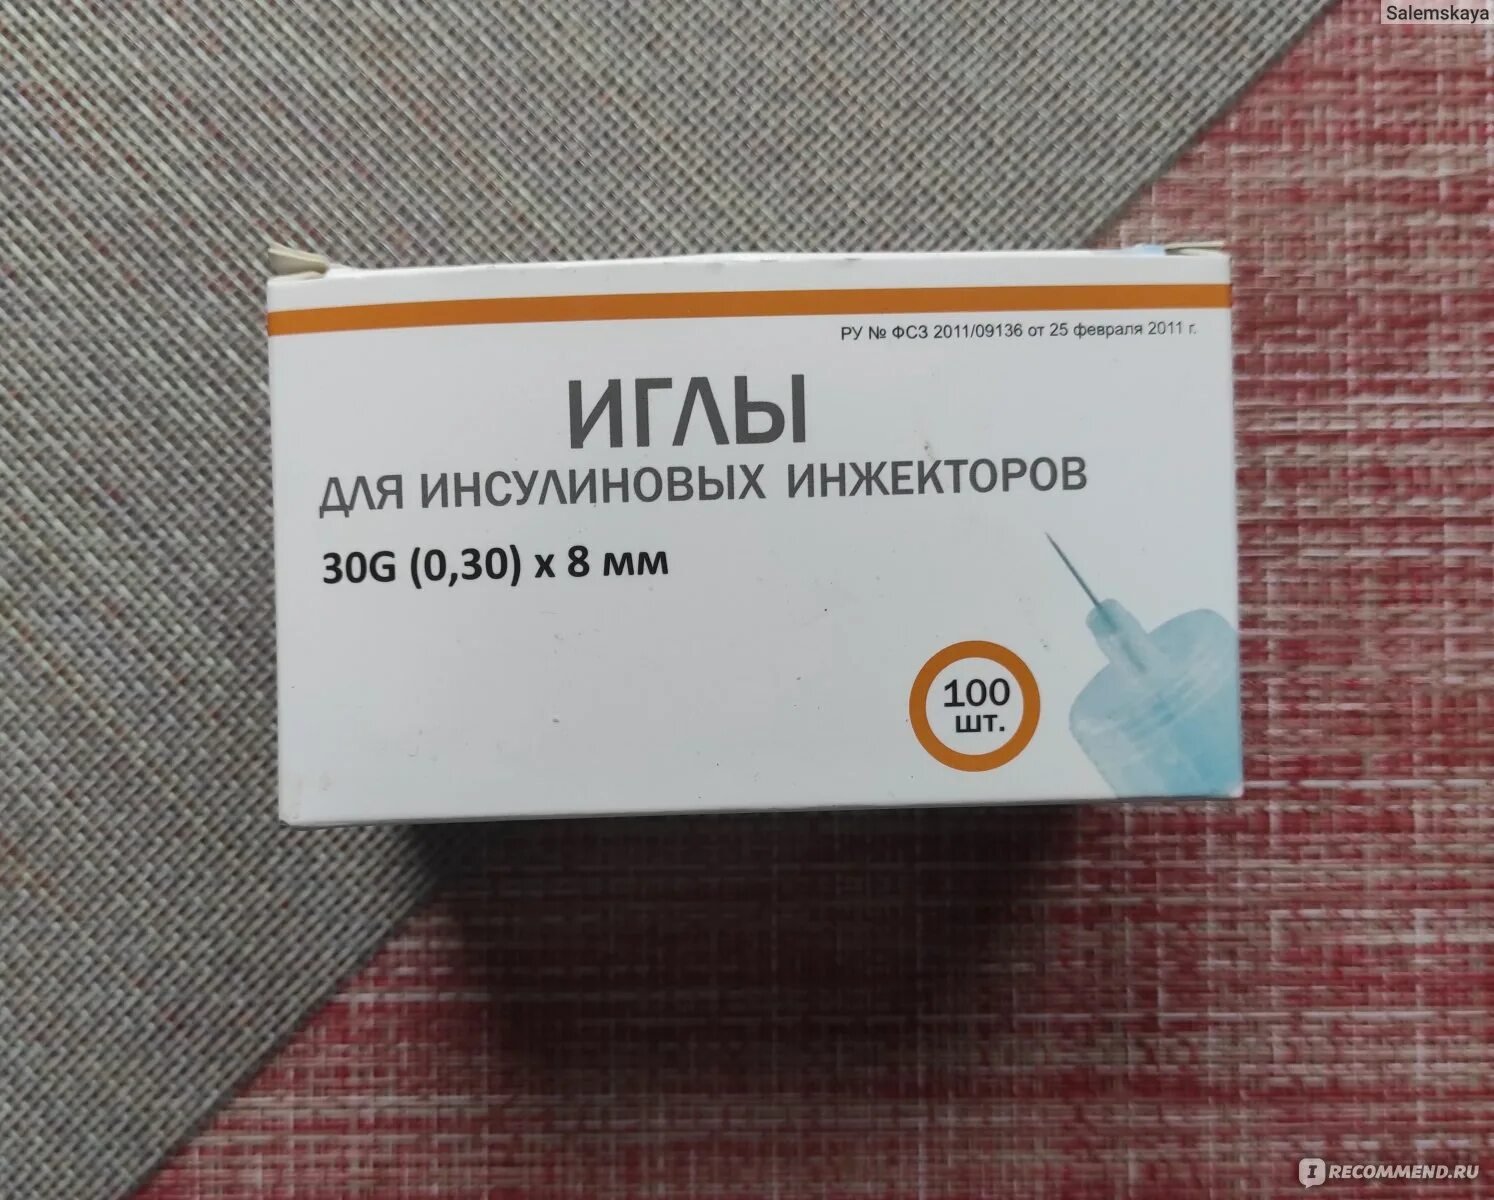 Salemskaya
РУ № ФСЗ 2011/09136 от 25 февраля 2011 г.
ИГЛЫ
ДЛЯ ИНСУЛИНОВЫХ ИНЖЕКТОРОВ
30G (0,30) x 8 мм
100
шт.
IRECOMMEND.RU